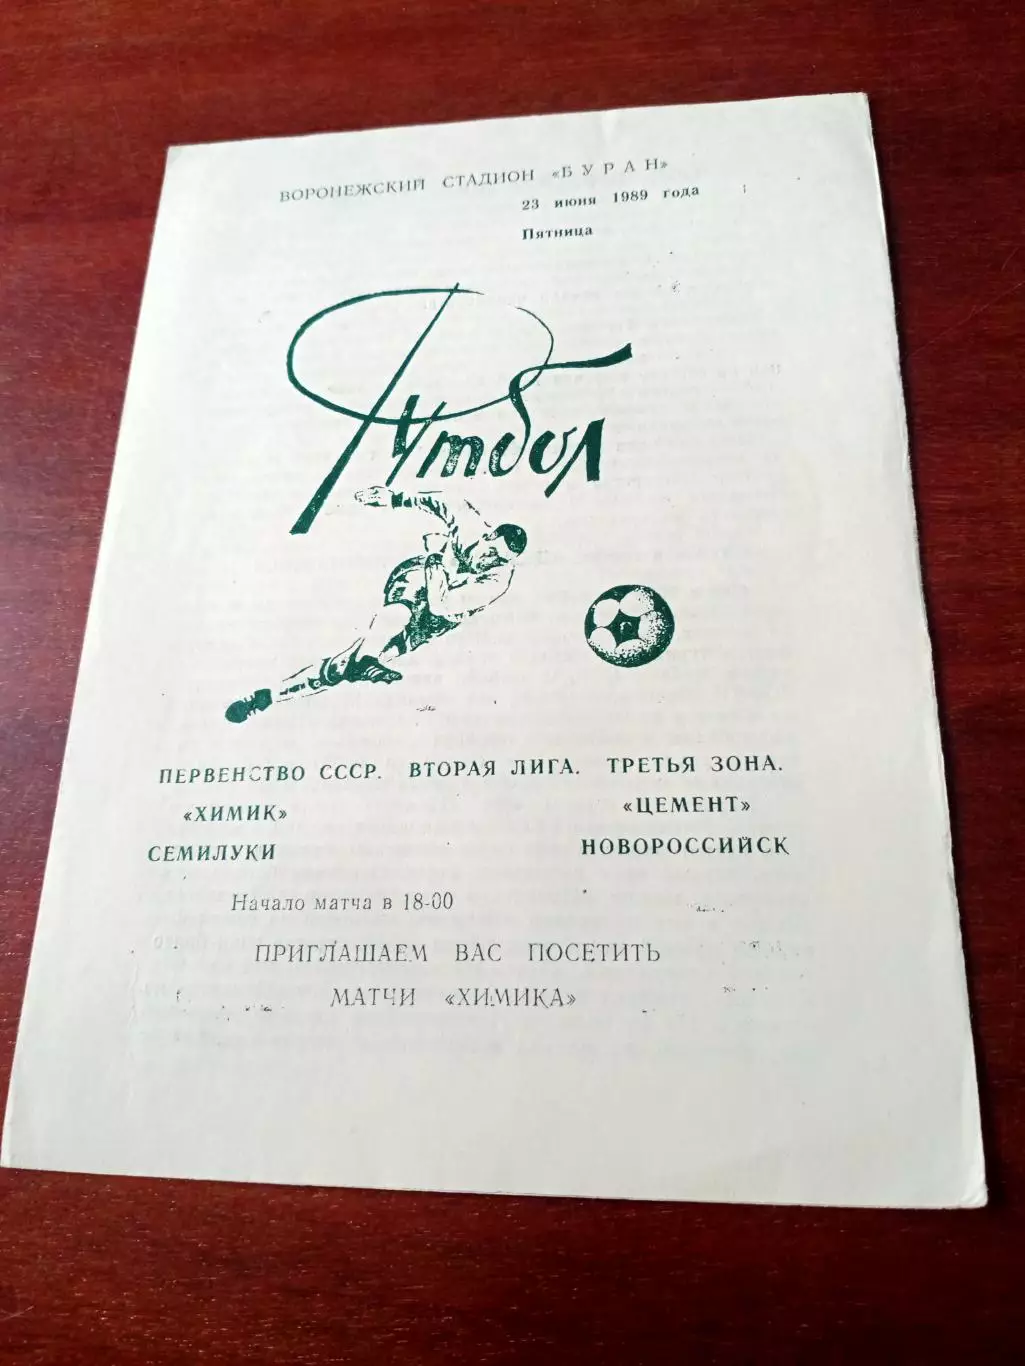 ВОРОНЕЖСКИЙ СТАДИОН «БУРАН»
23 июня 1989 года
Пятница
Футбол
ПЕРВЕНСТВО СССР. ВТОРАЯ ЛИГА. ТРЕТЬЯ ЗОНА.
«ХИМИК» «ЦЕМЕНТ»
СЕМИЛУКИ НОВОРОССИЙСК
Начало матча в 18-00
ПРИГЛАШАЕМ ВАС ПОСЕТИТЬ
МАТЧИ «ХИМИКА»